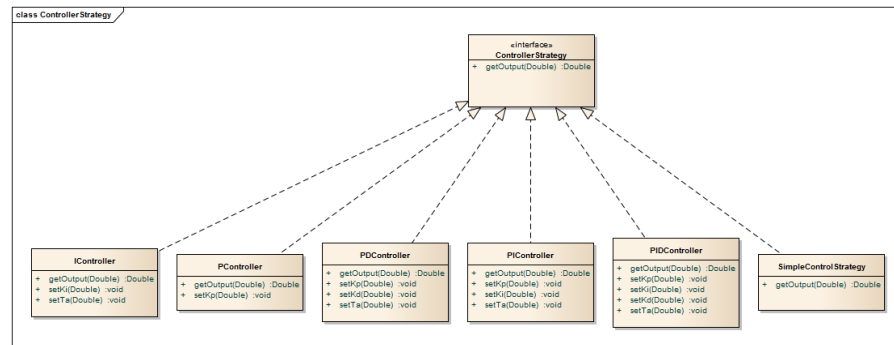 class ControllerStrategy
«interface»
ControllerStrategy
+ getOutput(Double) :Double
IController
+ getOutput(Double) :Double
+ setKi(Double) :void
+ setTa(Double) :void
PController
+ getOutput(Double) :Double
+ setKp(Double) :void
PDController
+ getOutput(Double) :Double
+ setKp(Double) :void
+ setKd(Double) :void
+ setTa(Double) :void
PIController
+ getOutput(Double) :Double
+ setKp(Double) :void
+ setKi(Double) :void
+ setTa(Double) :void
PIDController
+ getOutput(Double) :Double
+ setKp(Double) :void
+ setKi(Double) :void
+ setKd(Double) :void
+ setTa(Double) :void
SimpleControlStrategy
+ getOutput(Double) :Double